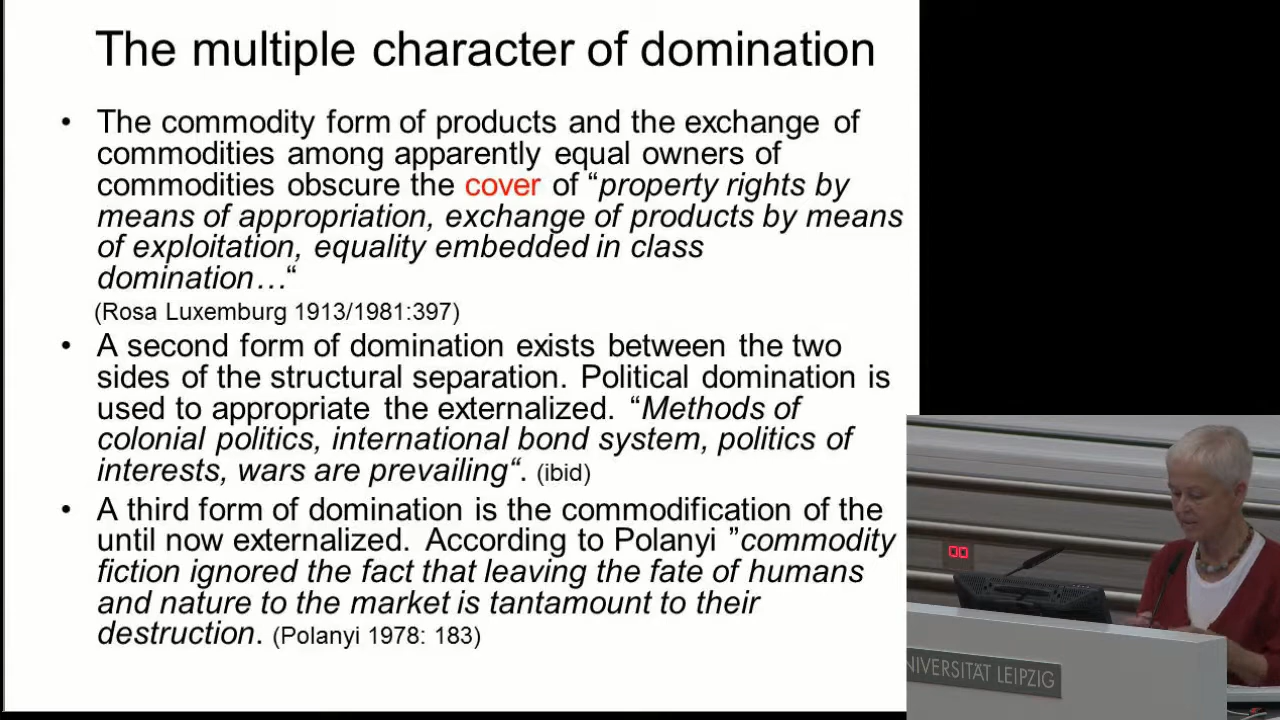 The multiple character of domination
• The commodity form of products and the exchange of
commodities among apparently equal owners of
commodities obscure the cover of “property rights by
means of appropriation, exchange of products by means
of exploitation, equality embedded in class
domination…“
(Rosa Luxemburg 1913/1981:397)
• A second form of domination exists between the two
sides of the structural separation. Political domination is
used to appropriate the externalized. “Methods of
colonial politics, international bond system, politics of
interests, wars are prevailing“. (ibid)
• A third form of domination is the commodification of the
until now externalized. According to Polanyi ”commodity
fiction ignored the fact that leaving the fate of humans
and nature to the market is tantamount to their
destruction. (Polanyi 1978: 183)
00
NIVERSITÄT LEIPZIG